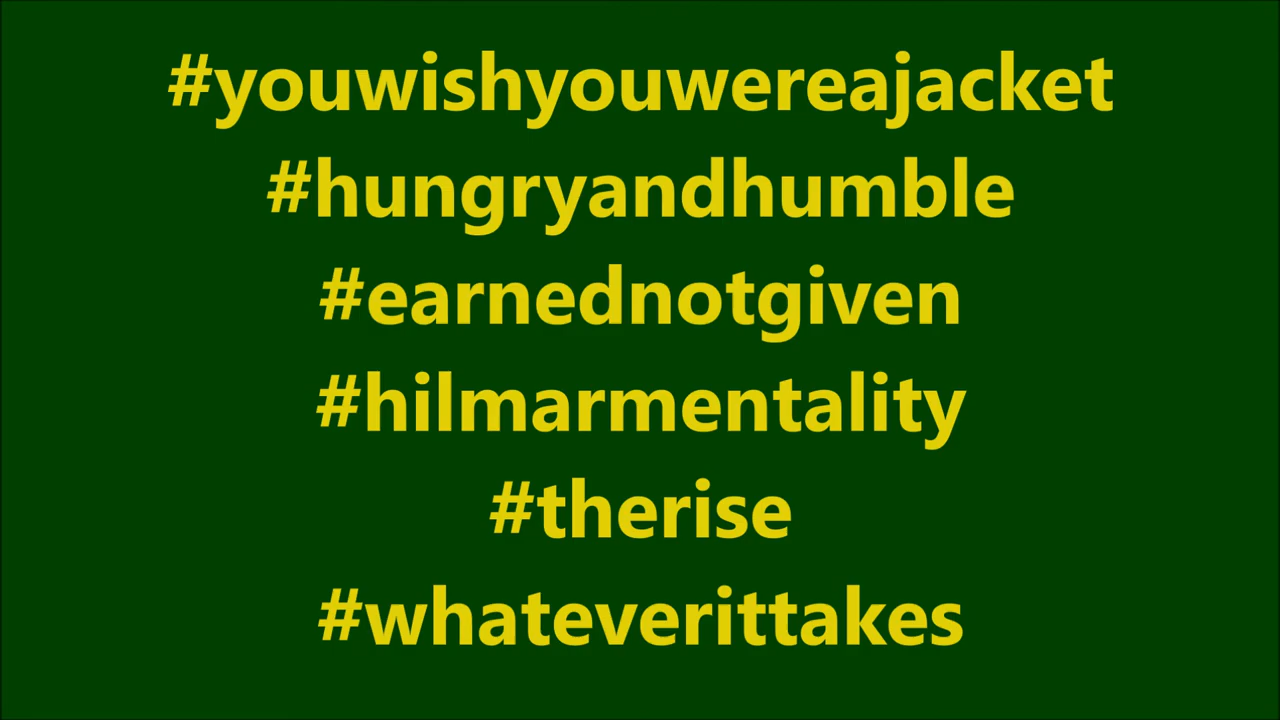 #youwishyouwereajacket
#hungryandhumble
#earnednotgiven
#hilmarmentality
#therise
#whateverittakes